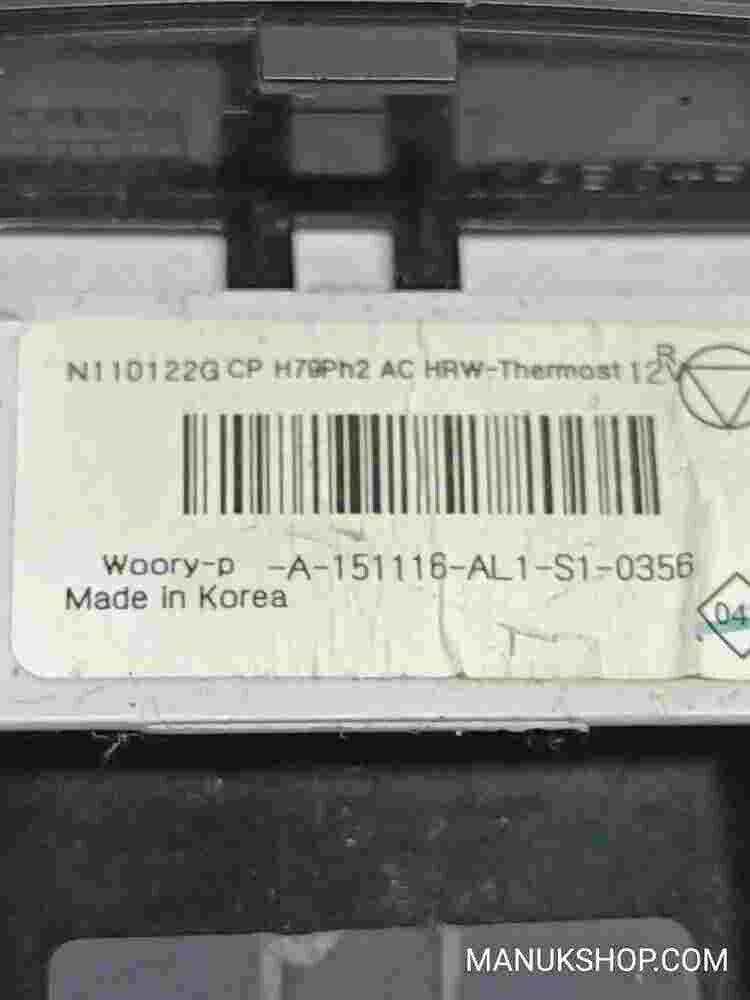 N110122G CP H79Ph2 AC HRW-Thermost 12V
R
Woory-p -A-151116-AL1-S1-0356
Made in Korea
04
MANUKSHOP.COM